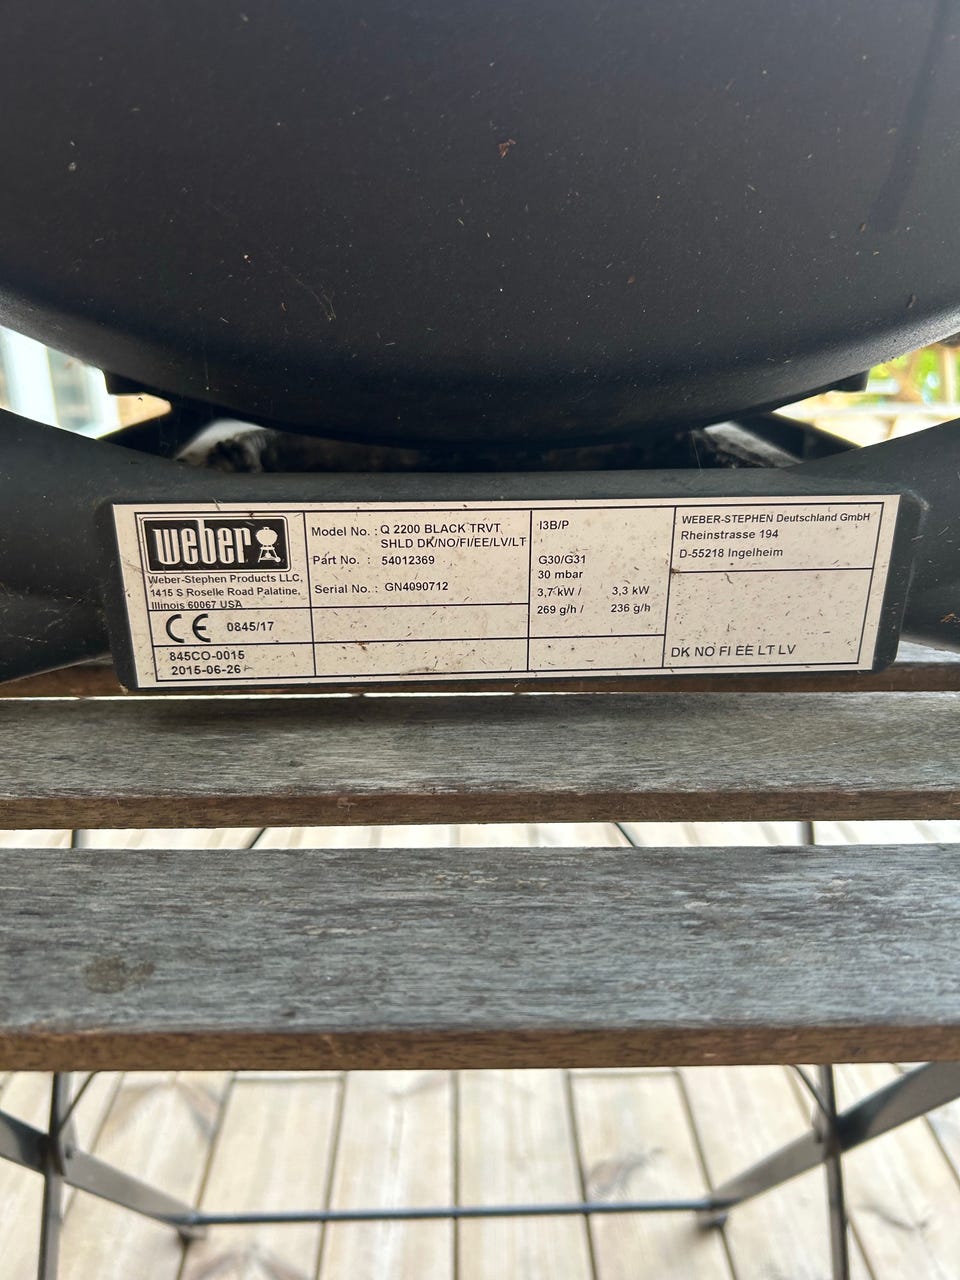 weber
Weber-Stephen Products LLC,
1415 S Roselle Road Palatine,
Illinois 60067 USA
CE 0845/17
845CO-0015
2015-06-26
Model No. : Q 2200 BLACK TRVT
SHLD DK/NO/FI/EE/LV/LT
Part No. : 54012369
Serial No. : GN4090712
I3B/P
G30/G31
30 mbar
3,7 kW / 3,3 kW
269 g/h / 236 g/h
WEBER-STEPHEN Deutschland GmbH
Rheinstrasse 194
D-55218 Ingelheim
DK NO FI EE LT LV